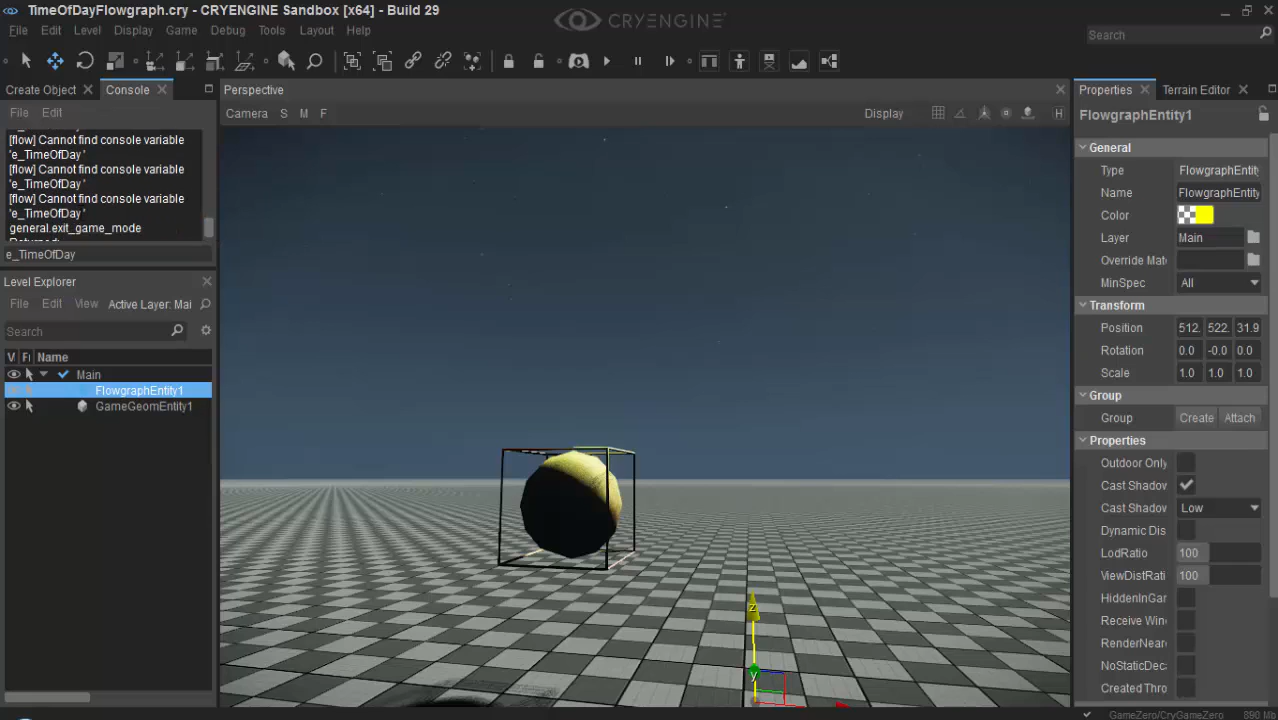 TimeOfDayFlowgraph.cry - CRYENGINE Sandbox [x64] - Build 29
CRYENGINE
File Edit Level Display Game Debug Tools Layout Help
Search
Create Object
Console
Perspective
Properties
Terrain Editor
File Edit
Camera S M F
Display
H
FlowgraphEntity1
[flow] Cannot find console variable
'e_TimeOfDay'
[flow] Cannot find console variable
'e_TimeOfDay'
[flow] Cannot find console variable
'e_TimeOfDay'
general.exit_game_mode
e_TimeOfDay
Level Explorer
File Edit View Active Layer: Mai
Search
V Name
Main
FlowgraphEntity1
GameGeomEntity1
z
y
General
Type FlowgraphEntit
Name FlowgraphEntity
Color
Layer Main
Override Mate
MinSpec All
Transform
Position 512. 522. 31.9
Rotation 0.0 -0.0 0.0
Scale 1.0 1.0 1.0
Group
Group Create Attach
Properties
Outdoor Only
Cast Shadov
Cast Shadov Low
Dynamic Dis
LodRatio 100
ViewDistRati 100
HiddenInGar
Receive Win
RenderNear
NoStaticDec
Created Thro
GameZero/CryGameZero 890 Mb